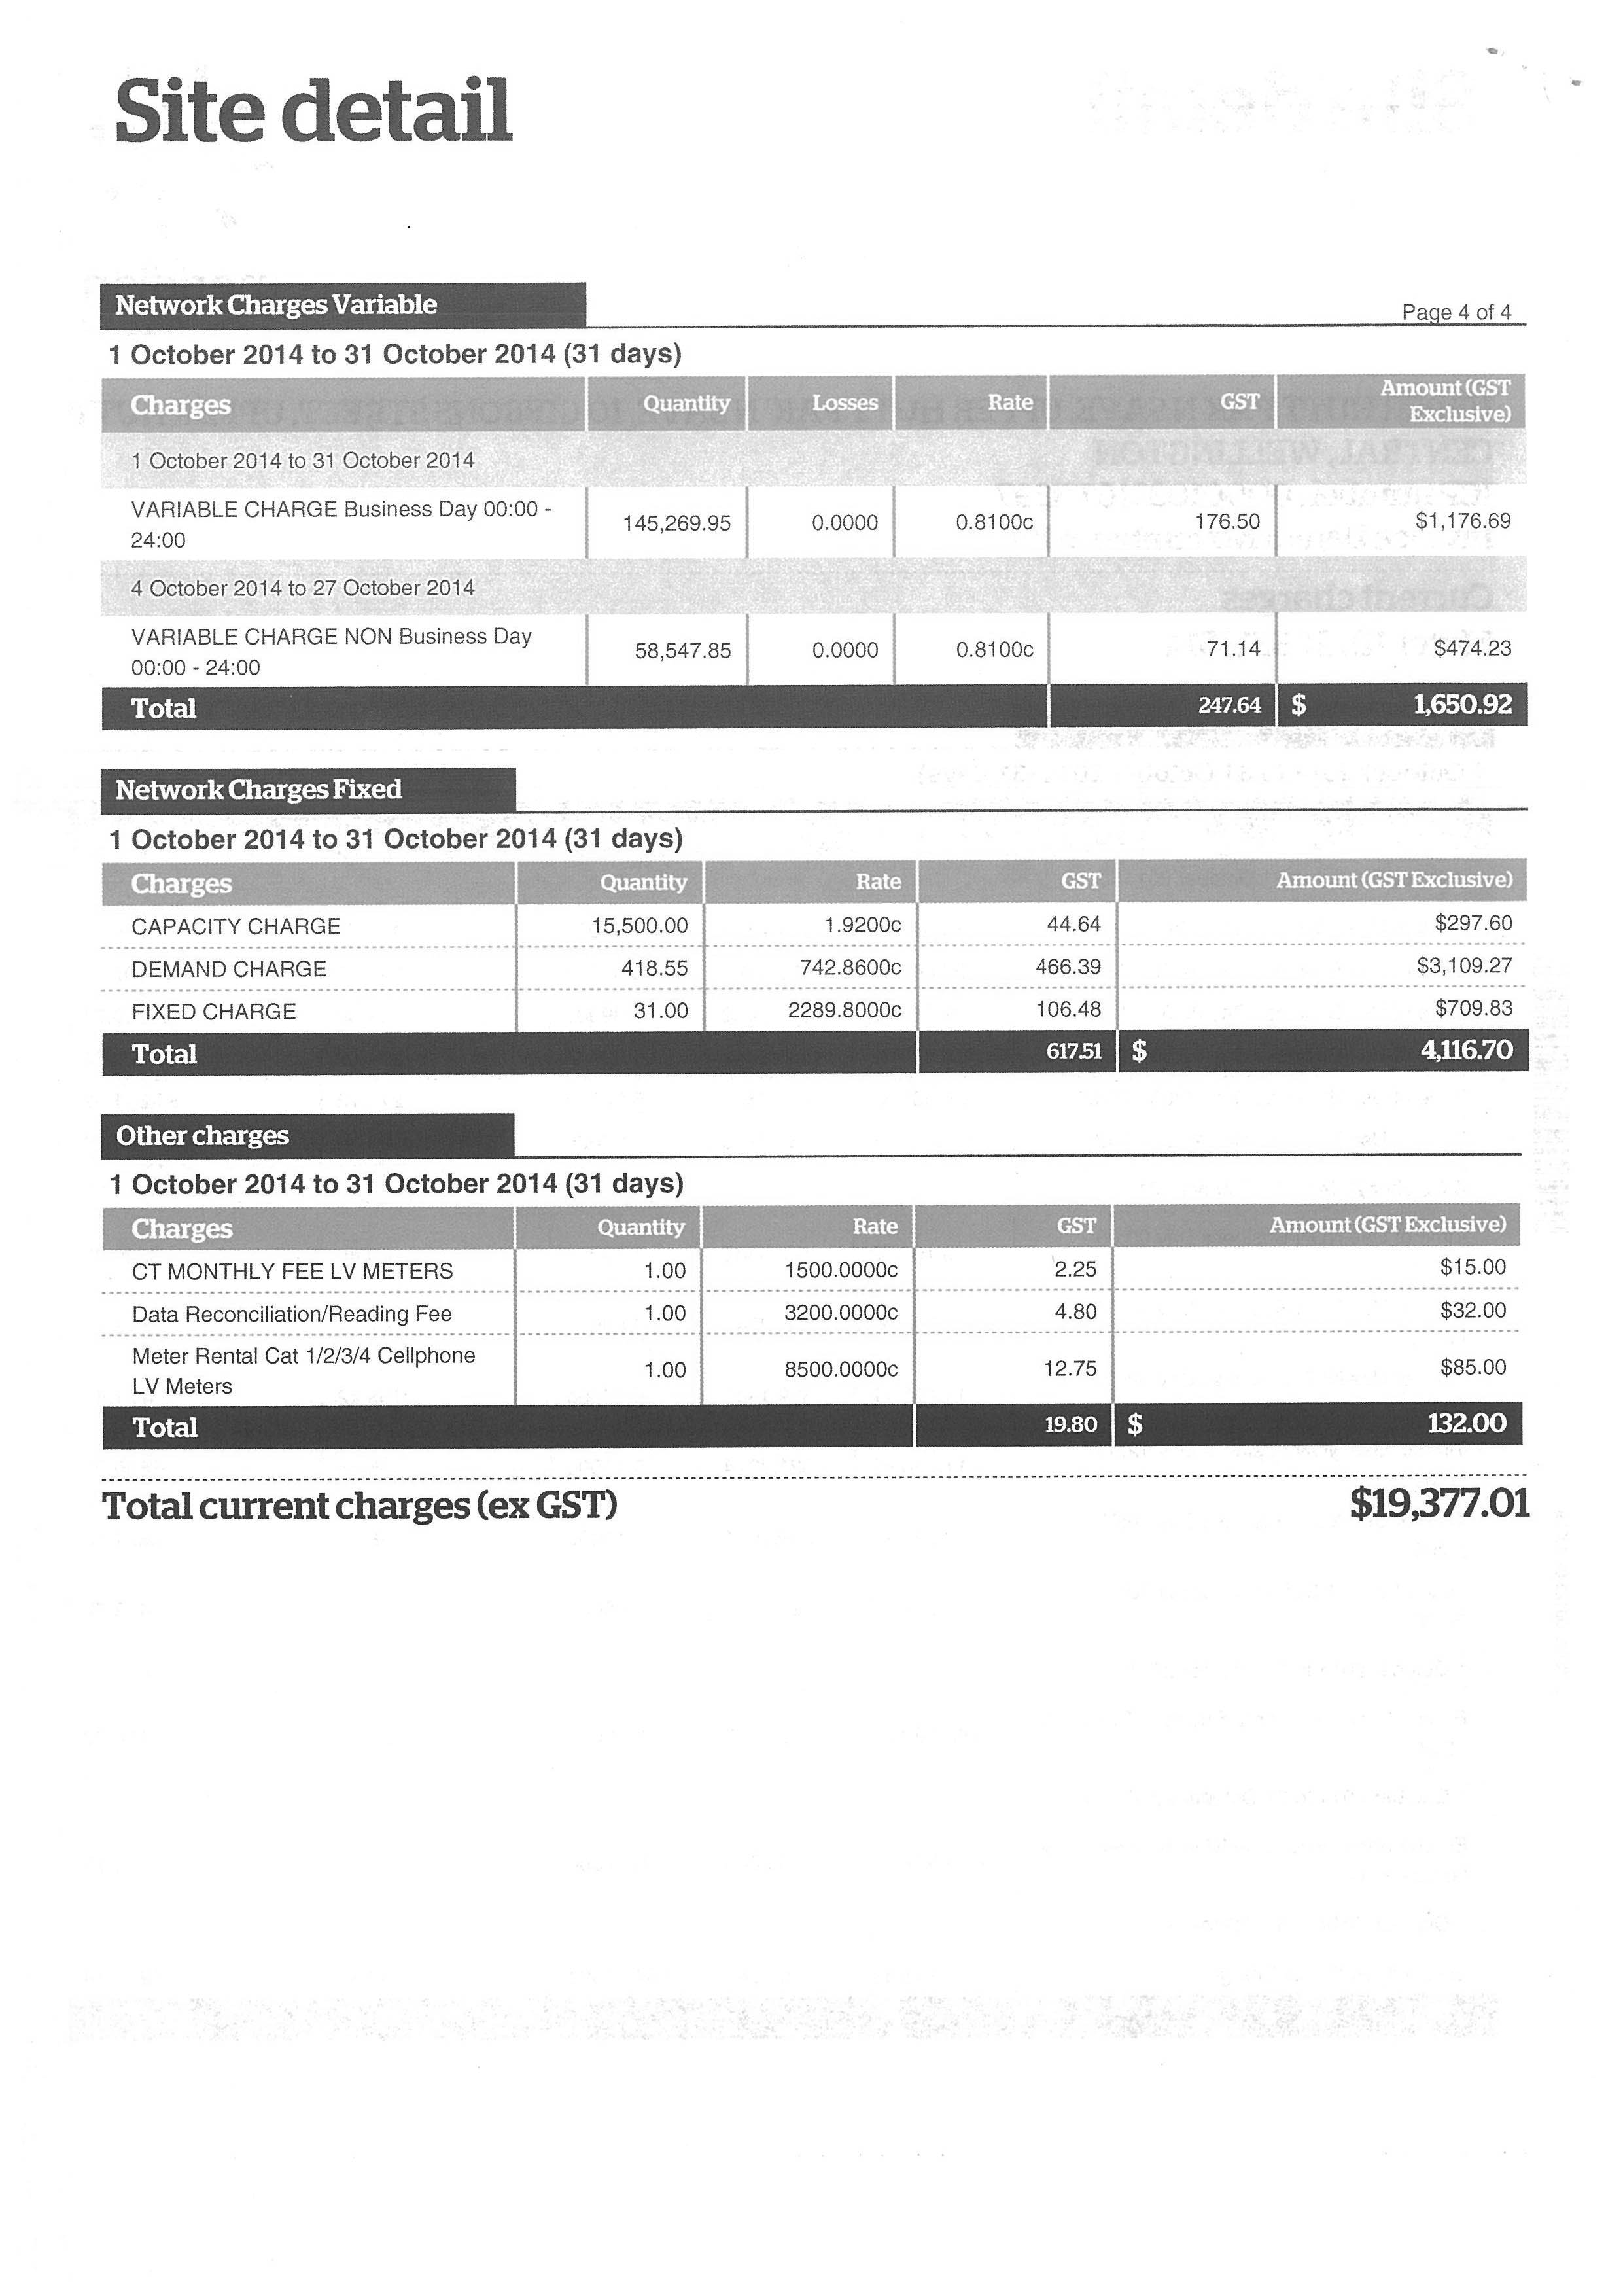 Site detail
Network Charges Variable
Page 4 of 4
1 October 2014 to 31 October 2014 (31 days)
Charges Quantity Losses Rate GST Amount (GST Exclusive)
1 October 2014 to 31 October 2014
VARIABLE CHARGE Business Day 00:00 -
24:00
145,269.95 0.0000 0.8100c 176.50 $1,176.69
4 October 2014 to 27 October 2014
VARIABLE CHARGE NON Business Day
00:00 - 24:00
58,547.85 0.0000 0.8100c 71.14 $474.23
Total 247.64 $ 1,650.92
Network Charges Fixed
1 October 2014 to 31 October 2014 (31 days)
Charges Quantity Rate GST Amount (GST Exclusive)
CAPACITY CHARGE 15,500.00 1.9200c 44.64 $297.60
DEMAND CHARGE 418.55 742.8600c 466.39 $3,109.27
FIXED CHARGE 31.00 2289.8000c 106.48 $709.83
Total 617.51 $ 4,116.70
Other charges
1 October 2014 to 31 October 2014 (31 days)
Charges Quantity Rate GST Amount (GST Exclusive)
CT MONTHLY FEE LV METERS 1.00 1500.0000c 2.25 $15.00
Data Reconciliation/Reading Fee 1.00 3200.0000c 4.80 $32.00
Meter Rental Cat 1/2/3/4 Cellphone
LV Meters
1.00 8500.0000c 12.75 $85.00
Total 19.80 $ 132.00
Total current charges (ex GST) $19,377.01